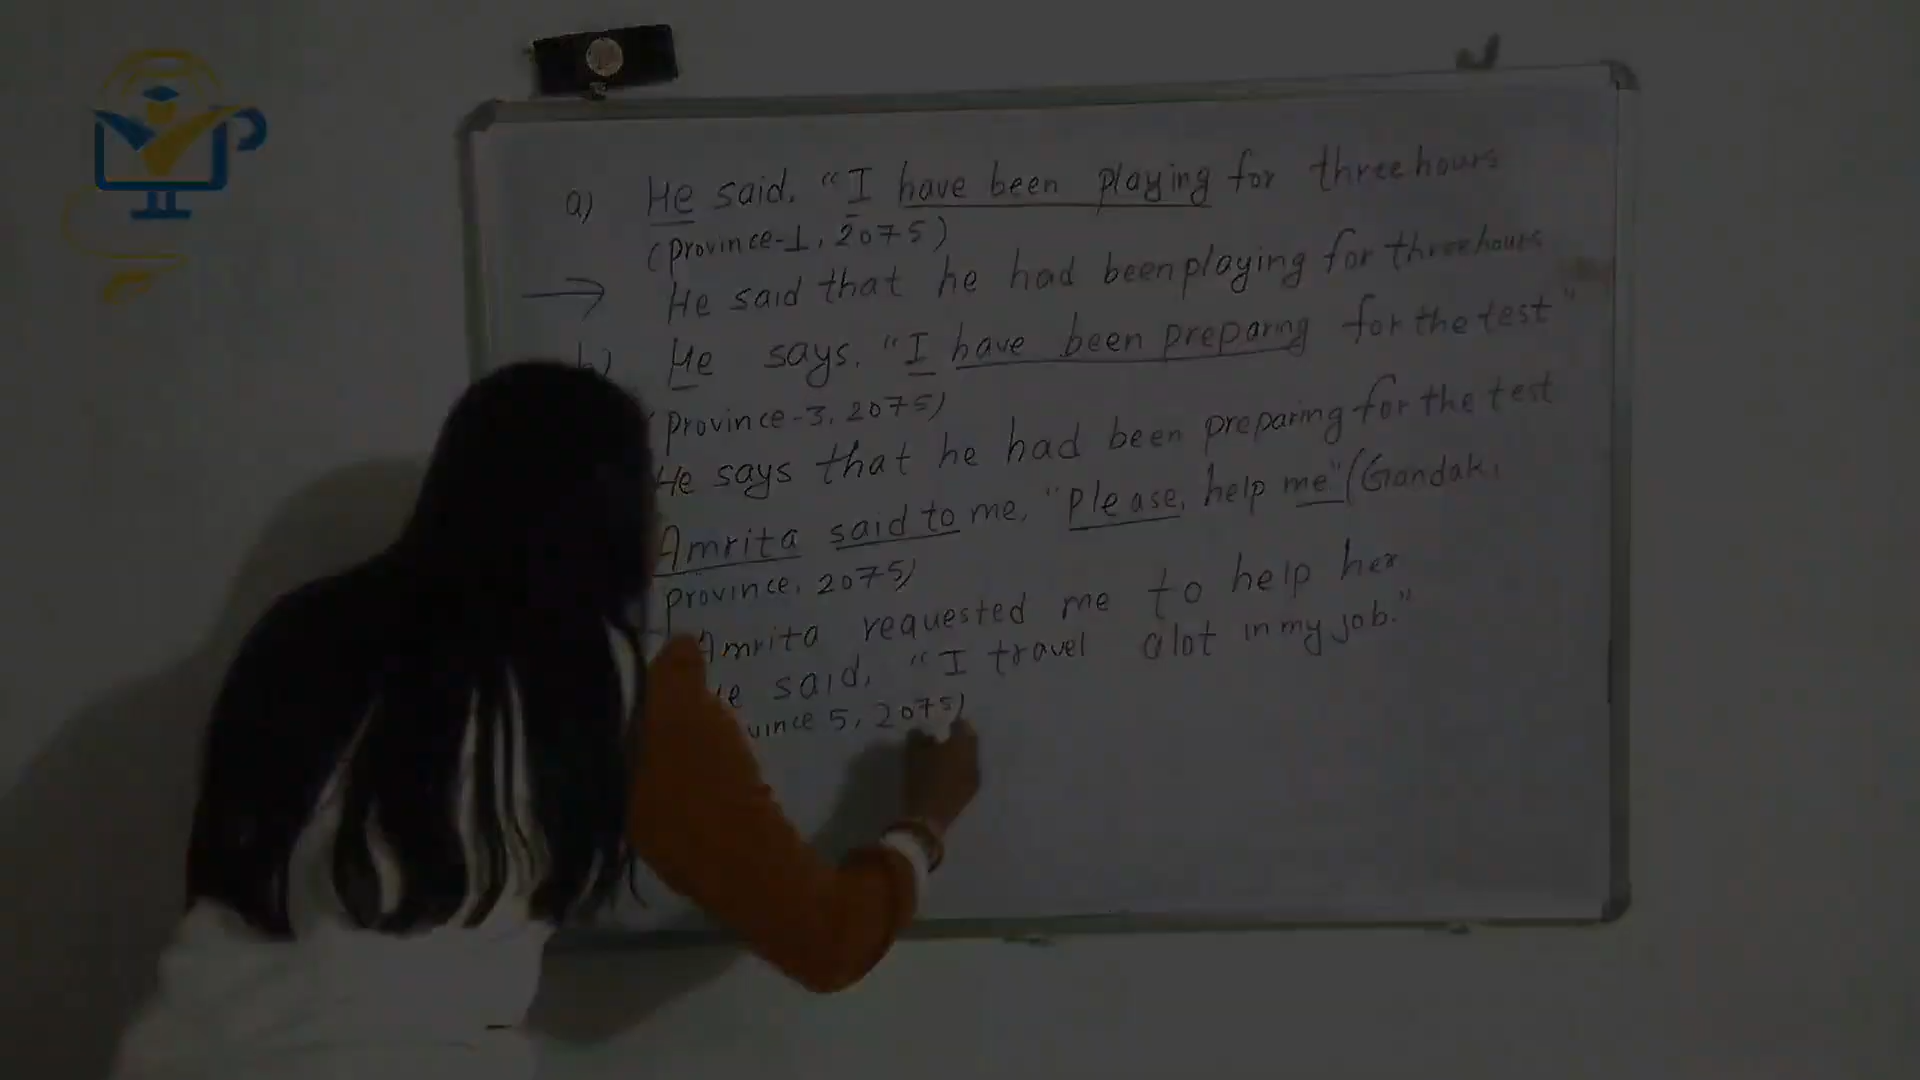 a) He said, "I have been playing for three hours
(province-1, 2075)
He said that he had been playing for three hours
b) He says, "I have been preparing for the test"
(province-3, 2075)
He says that he had been preparing for the test
Amrita said to me, "Please, help me" (Gandaki
province, 2075)
Amrita requested me to help her
said, "I travel alot in my job."
5, 2075)